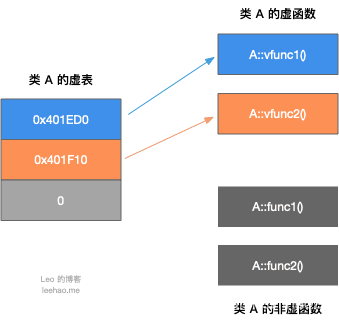 类 A 的虚函数
A::vfunc1()
类 A 的虚表
0x401ED0
A::vfunc2()
0x401F10
0
A::func1()
A::func2()
Leo 的博客
leehao.me
类 A 的非虚函数